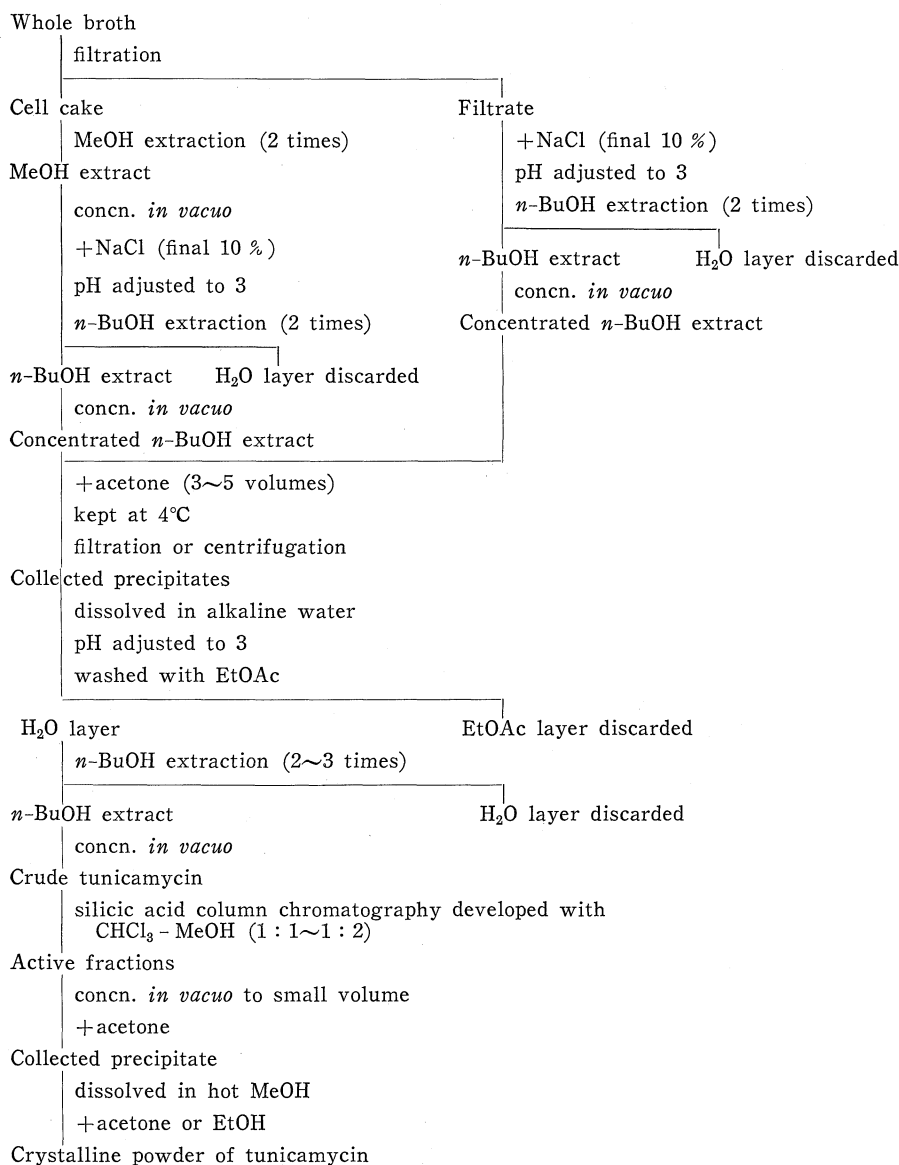 Whole broth
filtration
Cell cake Filtrate
MeOH extraction (2 times) +NaCl (final 10 %)
MeOH extract pH adjusted to 3
concn. in vacuo n-BuOH extraction (2 times)
+NaCl (final 10 %) n-BuOH extract H₂O layer discarded
pH adjusted to 3 concn. in vacuo
n-BuOH extraction (2 times) Concentrated n-BuOH extract
n-BuOH extract H₂O layer discarded
concn. in vacuo
Concentrated n-BuOH extract
+acetone (3～5 volumes)
kept at 4℃
filtration or centrifugation
Collected precipitates
dissolved in alkaline water
pH adjusted to 3
washed with EtOAc
H₂O layer EtOAc layer discarded
n-BuOH extraction (2～3 times)
n-BuOH extract H₂O layer discarded
concn. in vacuo
Crude tunicamycin
silicic acid column chromatography developed with
CHCl₃ – MeOH (1 : 1～1 : 2)
Active fractions
concn. in vacuo to small volume
+acetone
Collected precipitate
dissolved in hot MeOH
+acetone or EtOH
Crystalline powder of tunicamycin